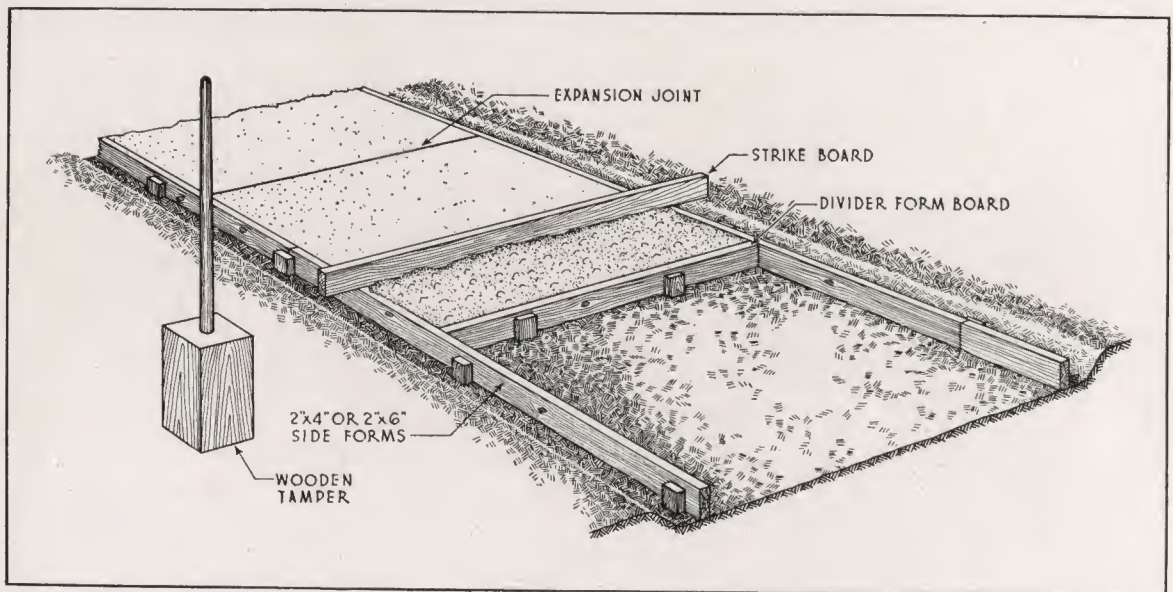 EXPANSION JOINT
STRIKE BOARD
DIVIDER FORM BOARD
2"x4" OR 2"x6"
SIDE FORMS
WOODEN
TAMPER